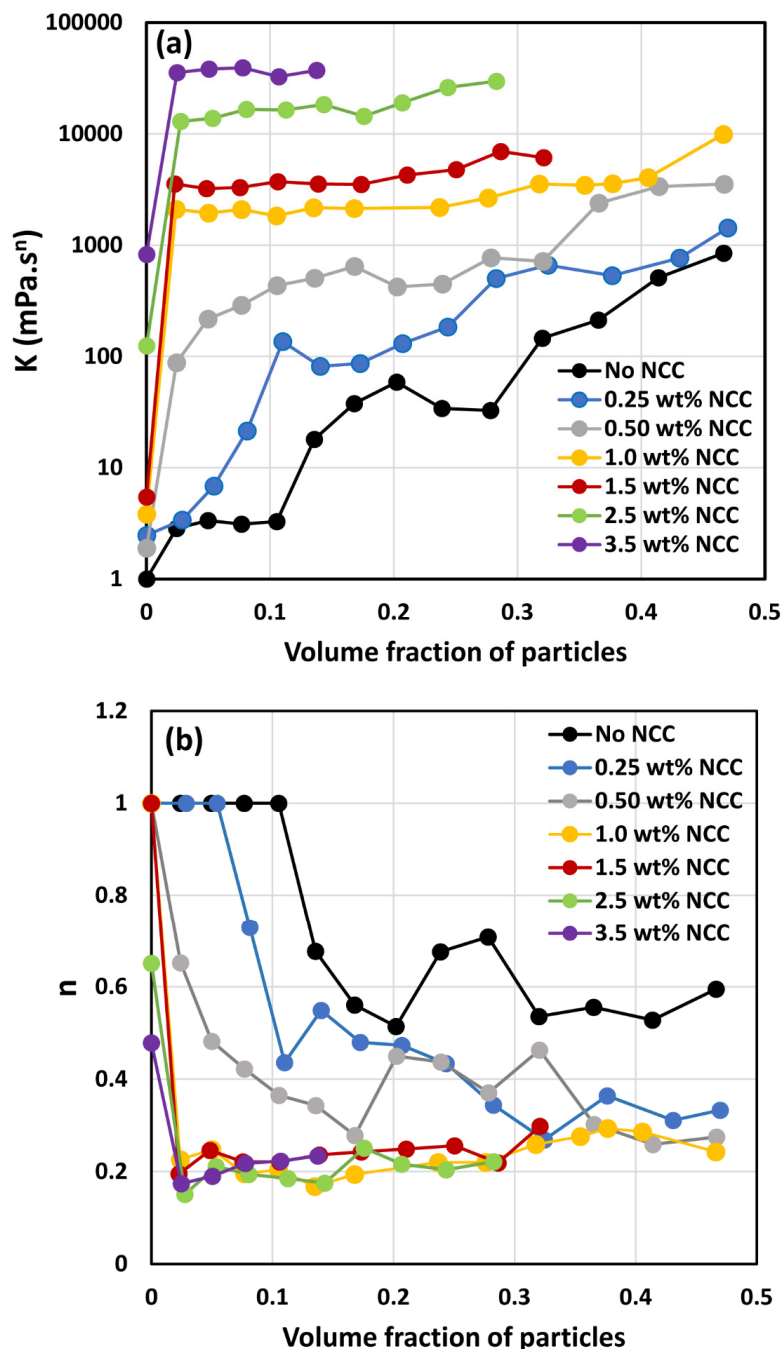 (a)
100000
10000
1000
100
10
1
K (mPa.sⁿ)
0
0.1
0.2
0.3
0.4
0.5
Volume fraction of particles
No NCC
0.25 wt% NCC
0.50 wt% NCC
1.0 wt% NCC
1.5 wt% NCC
2.5 wt% NCC
3.5 wt% NCC
(b)
1.2
1
0.8
0.6
0.4
0.2
0
n
0
0.1
0.2
0.3
0.4
0.5
Volume fraction of particles
No NCC
0.25 wt% NCC
0.50 wt% NCC
1.0 wt% NCC
1.5 wt% NCC
2.5 wt% NCC
3.5 wt% NCC